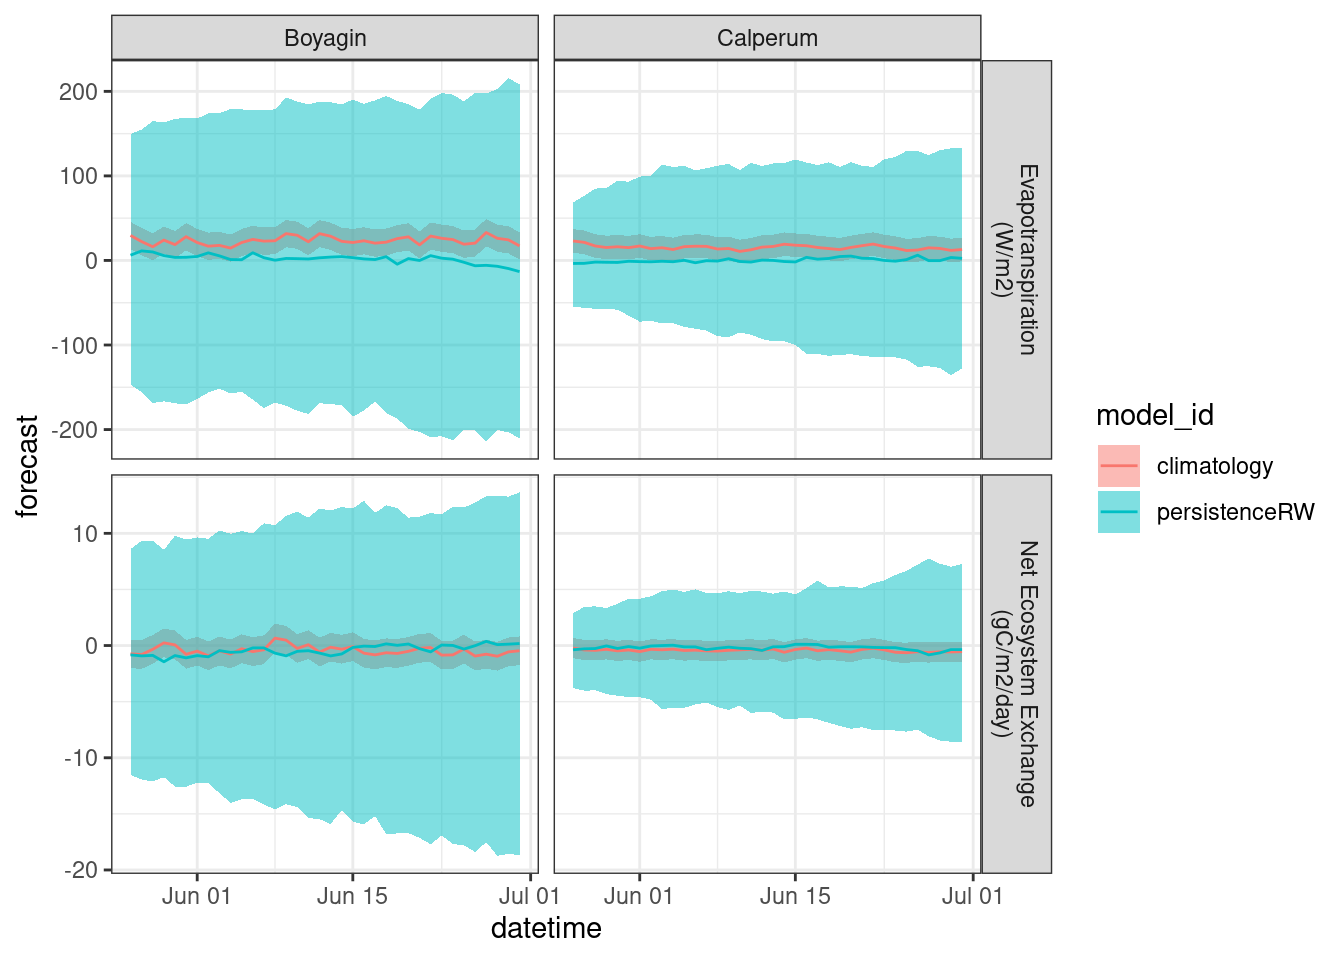 Boyagin
Calperum
200
100
0
-100
-200
Evapotranspiration
(W/m2)
10
0
-10
-20
Net Ecosystem Exchange
(gC/m2/day)
forecast
Jun 01
Jun 15
Jul 01
Jun 01
Jun 15
Jul 01
datetime
model_id
climatology
persistenceRW